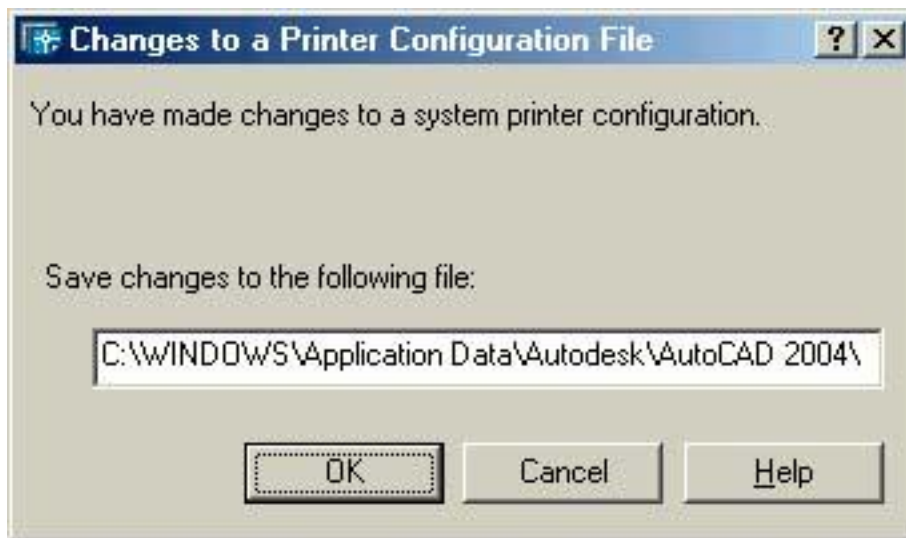 Changes to a Printer Configuration File
You have made changes to a system printer configuration.
Save changes to the following file:
C:\WINDOWS\Application Data\Autodesk\AutoCAD 2004\
OK Cancel Help